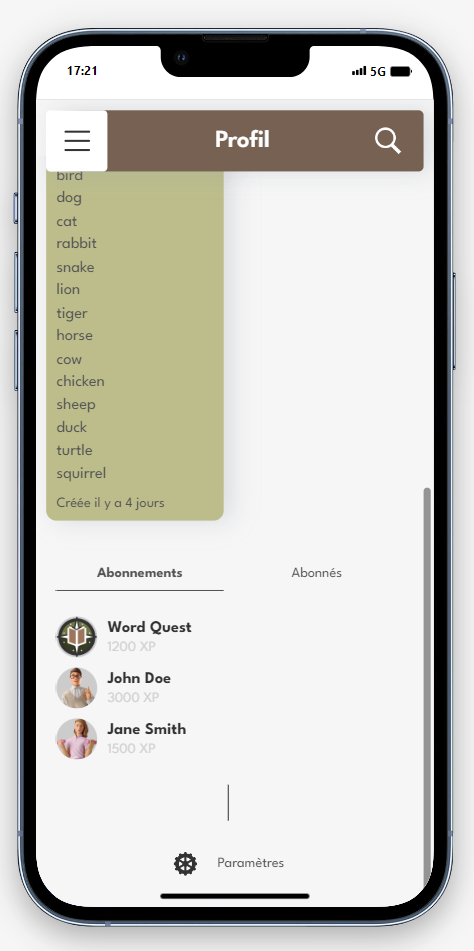 17:21
5G
Profil
bird
dog
cat
rabbit
snake
lion
tiger
horse
cow
chicken
sheep
duck
turtle
squirrel
Créée il y a 4 jours
Abonnements
Abonnés
Word Quest
1200 XP
John Doe
3000 XP
Jane Smith
1500 XP
Paramètres